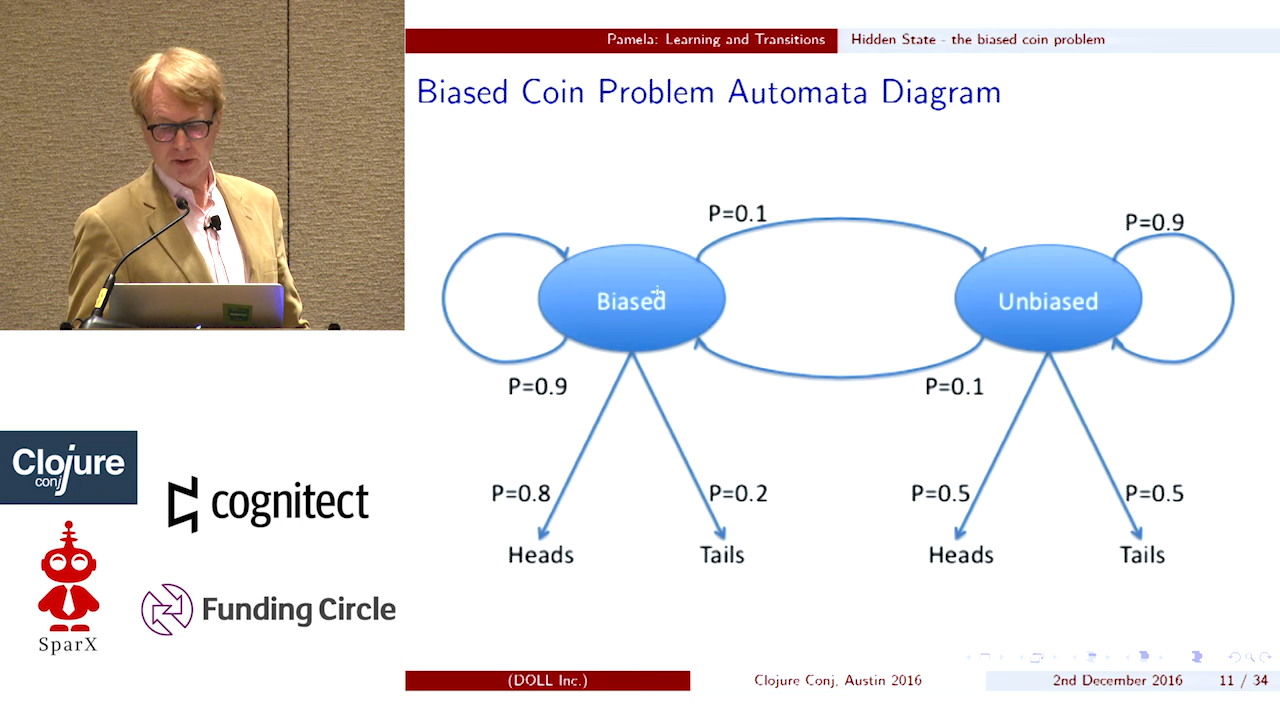 Pamela: Learning and Transitions
Hidden State - the biased coin problem
Biased Coin Problem Automata Diagram
P=0.1
P=0.9
Biased
Unbiased
P=0.9
P=0.1
P=0.8
P=0.2
P=0.5
P=0.5
Heads
Tails
Heads
Tails
Clojure
conj
cognitect
SparX
Funding Circle
(DOLL Inc.)
Clojure Conj, Austin 2016
2nd December 2016
11 / 34